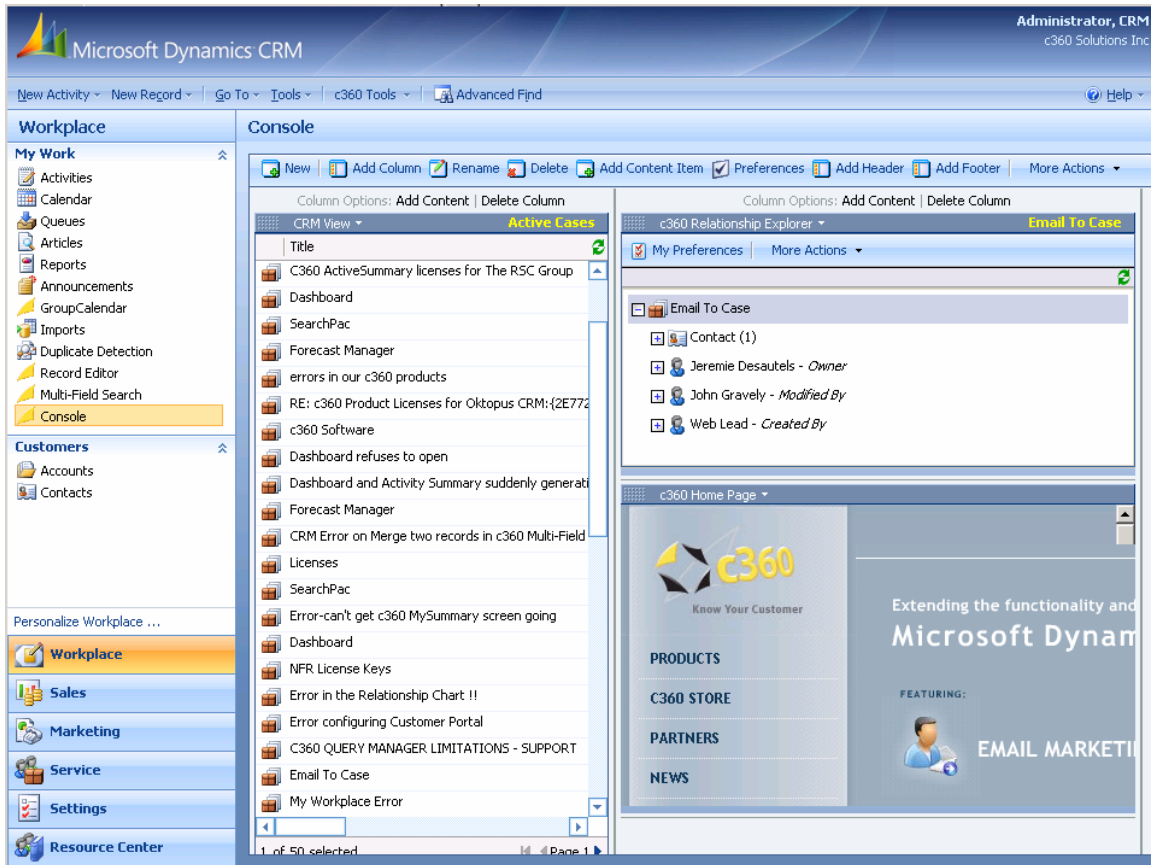 Administrator, CRM
c360 Solutions Inc
Microsoft Dynamics CRM
New Activity New Record Go To Tools c360 Tools Advanced Find Help
Workplace
My Work
Activities
Calendar
Queues
Articles
Reports
Announcements
GroupCalendar
Imports
Duplicate Detection
Record Editor
Multi-Field Search
Console
Customers
Accounts
Contacts
Personalize Workplace ...
Workplace
Sales
Marketing
Service
Settings
Resource Center
Console
New Add Column Rename Delete Add Content Item Preferences Add Header Add Footer More Actions
Column Options: Add Content | Delete Column
CRM View Active Cases
Title
C360 ActiveSummary licenses for The RSC Group
Dashboard
SearchPac
Forecast Manager
errors in our c360 products
RE: c360 Product Licenses for Oktopus CRM:{2E772
c360 Software
Dashboard refuses to open
Dashboard and Activity Summary suddenly generati
Forecast Manager
CRM Error on Merge two records in c360 Multi-Field
Licenses
SearchPac
Error-can't get c360 MySummary screen going
Dashboard
NFR License Keys
Error in the Relationship Chart !!
Error configuring Customer Portal
C360 QUERY MANAGER LIMITATIONS - SUPPORT
Email To Case
My Workplace Error
1 of 50 selected Page 1
Column Options: Add Content | Delete Column
c360 Relationship Explorer Email To Case
My Preferences More Actions
Email To Case
Contact (1)
Jeremie Desautels - Owner
John Gravely - Modified By
Web Lead - Created By
c360 Home Page
c360
Know Your Customer
PRODUCTS
C360 STORE
PARTNERS
NEWS
Extending the functionality and
Microsoft Dynam
FEATURING:
EMAIL MARKETI